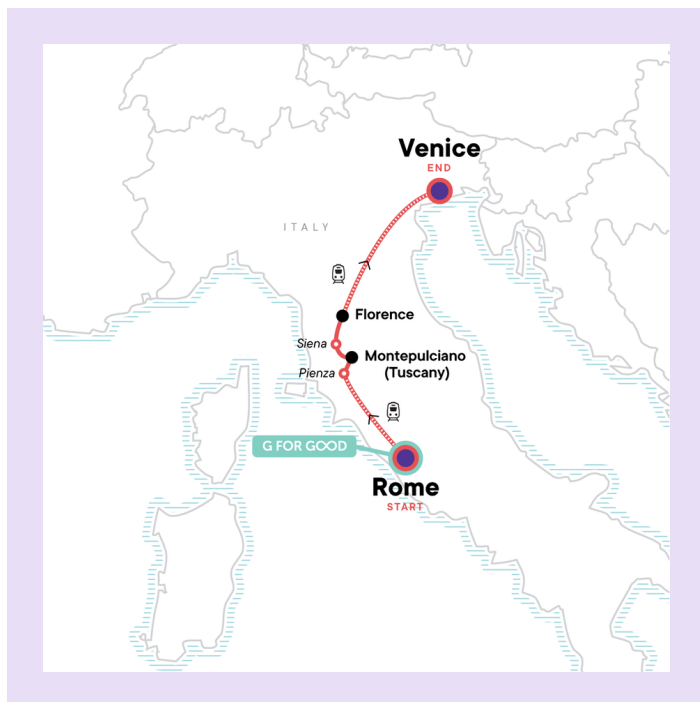 Venice
END
ITALY
Florence
Siena
Montepulciano
(Tuscany)
Pienza
G FOR GOOD
Rome
START